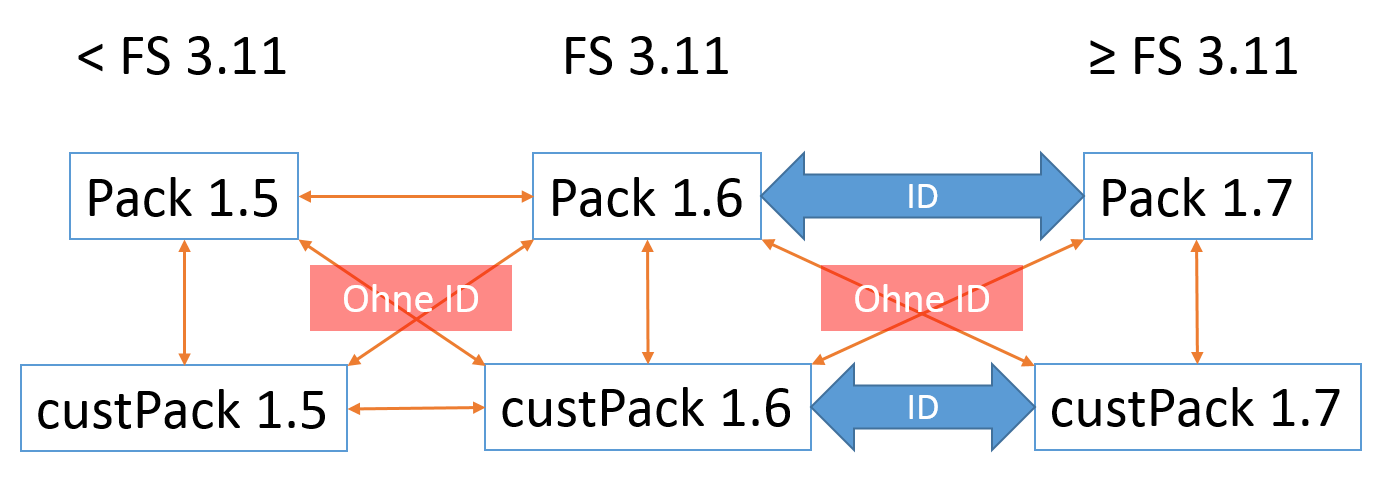 < FS 3.11
FS 3.11
≥ FS 3.11
Pack 1.5
Pack 1.6
ID
Pack 1.7
Ohne ID
Ohne ID
custPack 1.5
custPack 1.6
ID
custPack 1.7